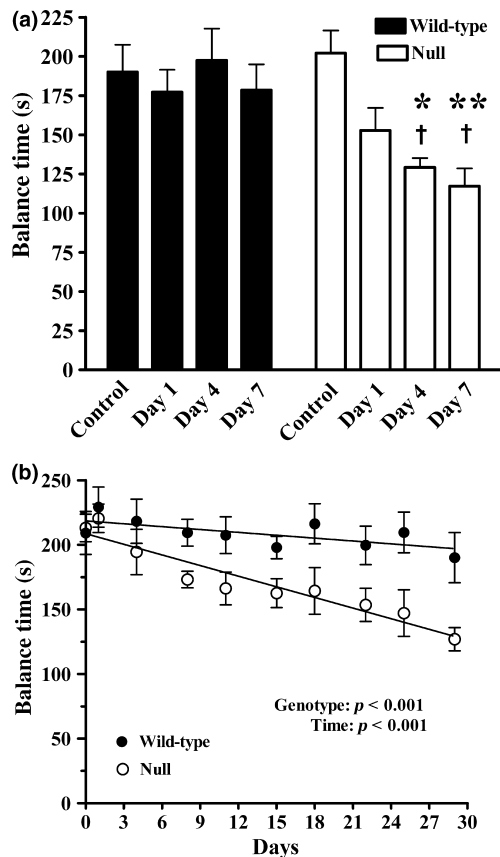 (a)
Balance time (s)
225
200
175
150
125
100
75
50
25
0
Wild-type
Null
* **
† †
Control Day 1 Day 4 Day 7 Control Day 1 Day 4 Day 7
(b)
Balance time (s)
250
200
150
100
50
0
Genotype: p < 0.001
Time: p < 0.001
Wild-type
Null
0 3 6 9 12 15 18 21 24 27 30
Days